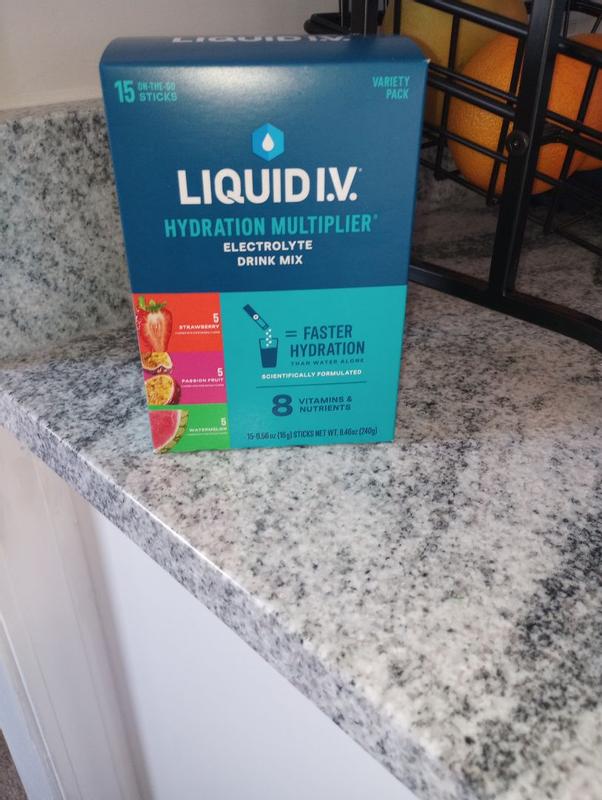 LIQUID I.V.
15 ON-THE-GO
STICKS
VARIETY
PACK
LIQUID I.V.
HYDRATION MULTIPLIER®
ELECTROLYTE
DRINK MIX
5
STRAWBERRY
5
PASSION FRUIT
5
WATERMELON
= FASTER
HYDRATION
THAN WATER ALONE
SCIENTIFICALLY FORMULATED
8 VITAMINS &
NUTRIENTS
15-0.56oz (16g) STICKS NET WT. 8.46oz (240g)